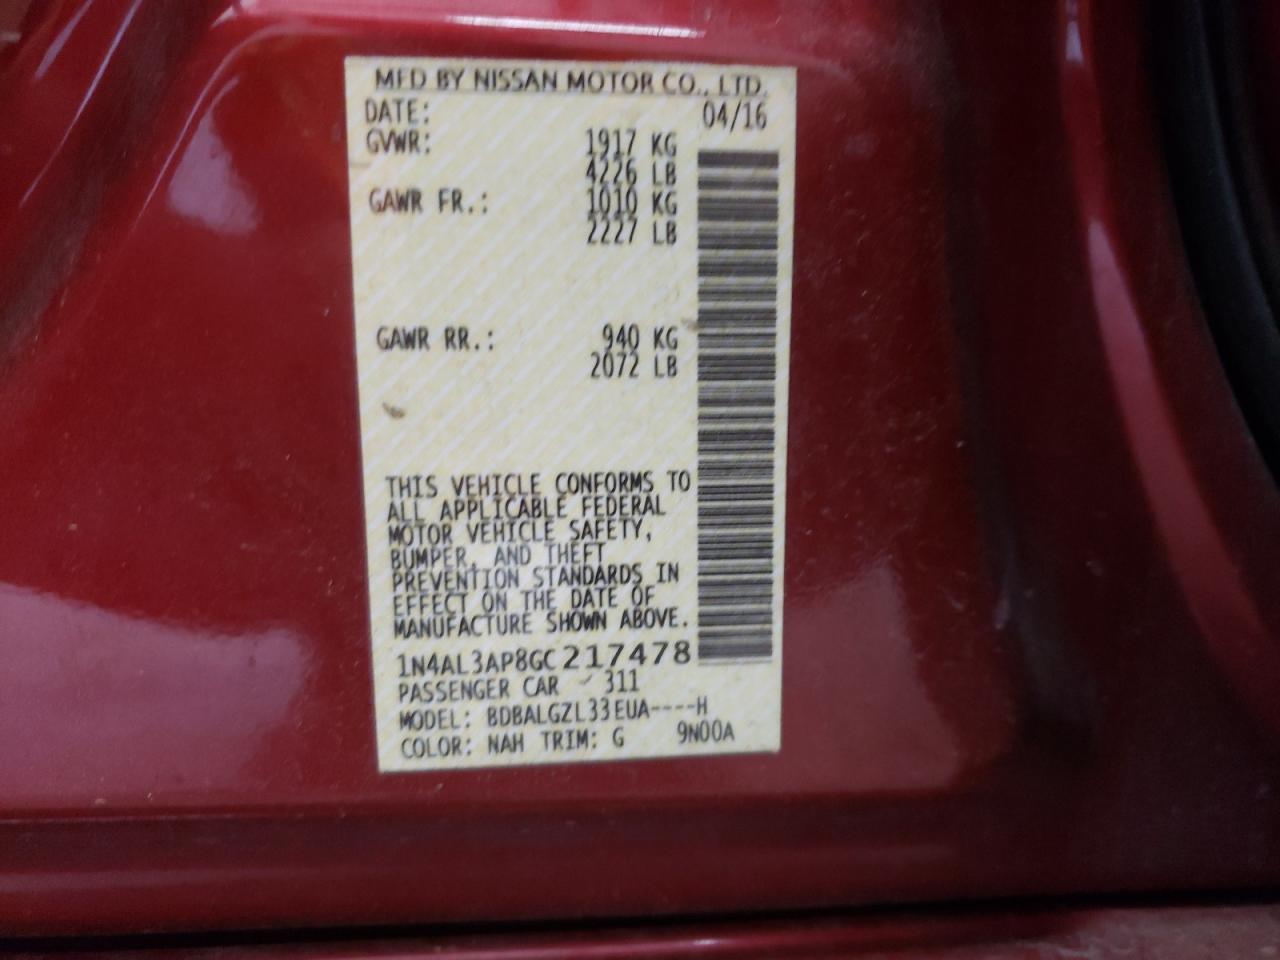 MFD BY NISSAN MOTOR CO., LTD.
DATE: 04/16
GVWR: 1917 KG
4226 LB
GAWR FR.: 1010 KG
2227 LB
GAWR RR.: 940 KG
2072 LB
THIS VEHICLE CONFORMS TO
ALL APPLICABLE FEDERAL
MOTOR VEHICLE SAFETY,
BUMPER, AND THEFT
PREVENTION STANDARDS IN
EFFECT ON THE DATE OF
MANUFACTURE SHOWN ABOVE.
1N4AL3AP8GC217478
PASSENGER CAR 311
MODEL: BDBALGZL33EUA----H
COLOR: NAH TRIM: G 9N00A